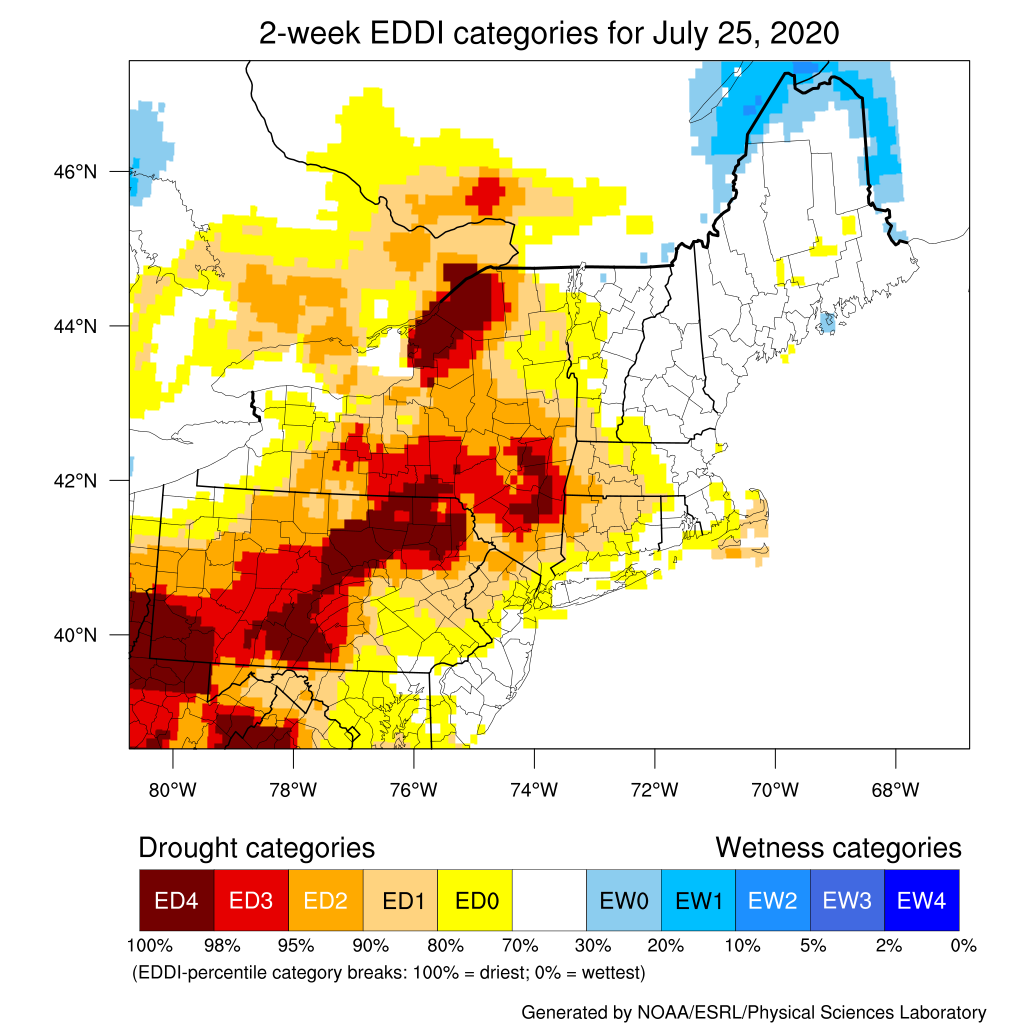 2-week EDDI categories for July 25, 2020
46°N
44°N
42°N
40°N
80°W 78°W 76°W 74°W 72°W 70°W 68°W
Drought categories Wetness categories
ED4 ED3 ED2 ED1 ED0 EW0 EW1 EW2 EW3 EW4
100% 98% 95% 90% 80% 70% 30% 20% 10% 5% 2% 0%
(EDDI-percentile category breaks: 100% = driest; 0% = wettest)
Generated by NOAA/ESRL/Physical Sciences Laboratory